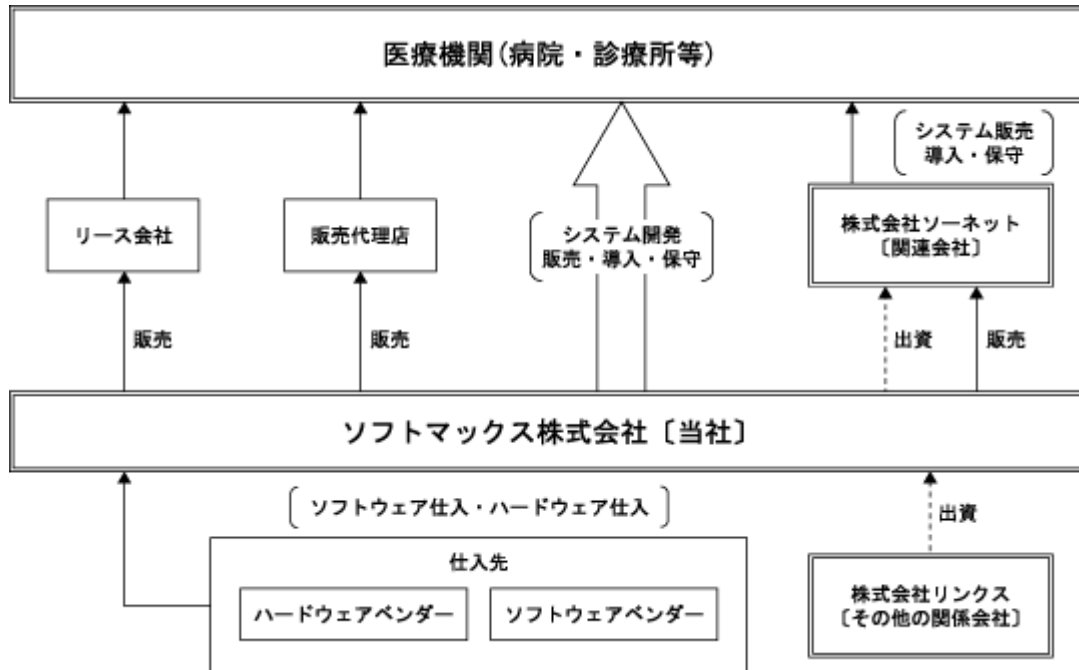 医療機関(病院・診療所等)
システム販売
導入・保守
リース会社
販売代理店
システム開発
販売・導入・保守
株式会社ソーネット
〔関連会社〕
販売
販売
出資
販売
ソフトマックス株式会社〔当社〕
ソフトウェア仕入・ハードウェア仕入
出資
仕入先
ハードウェアベンダー
ソフトウェアベンダー
株式会社リンクス
〔その他の関係会社〕